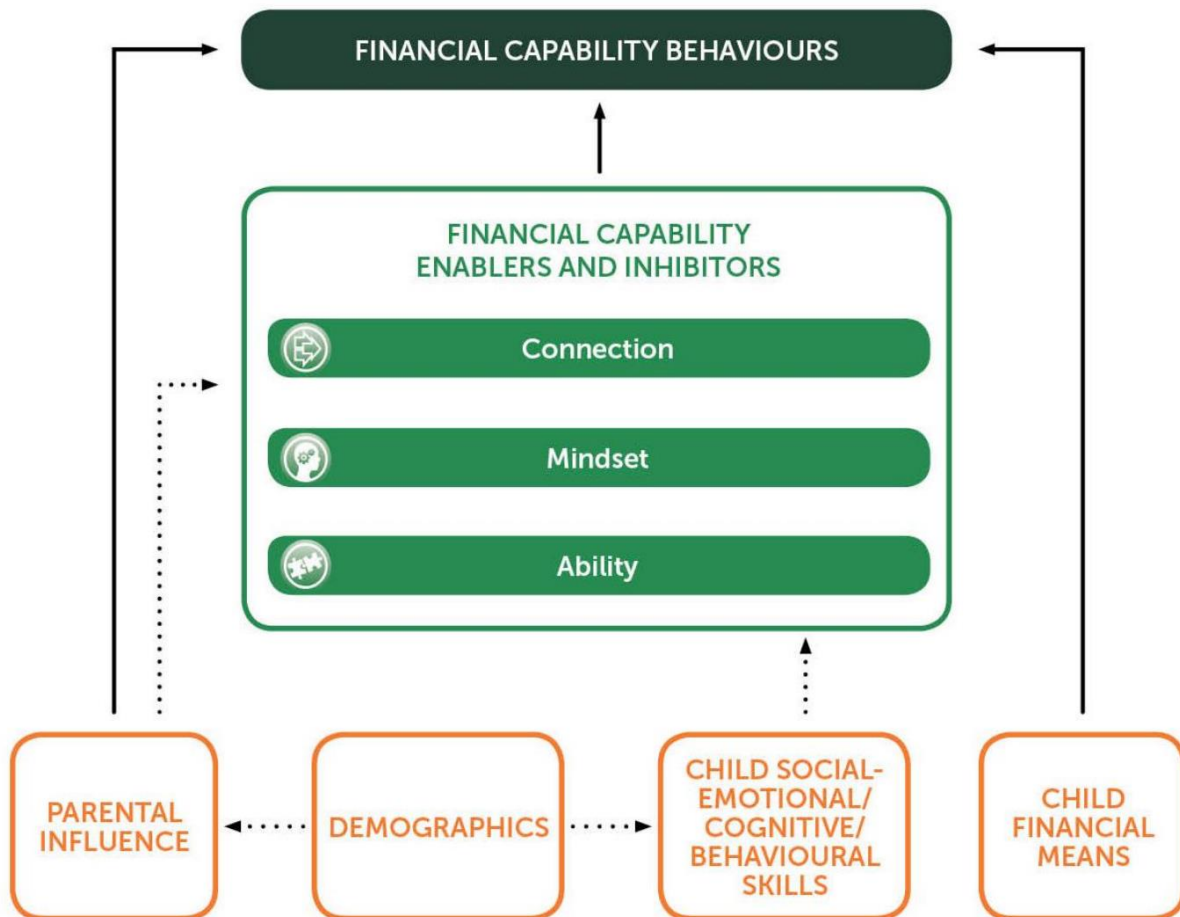 FINANCIAL CAPABILITY BEHAVIOURS
FINANCIAL CAPABILITY
ENABLERS AND INHIBITORS
Connection
Mindset
Ability
PARENTAL
INFLUENCE
DEMOGRAPHICS
CHILD SOCIAL-
EMOTIONAL/
COGNITIVE/
BEHAVIOURAL
SKILLS
CHILD
FINANCIAL
MEANS